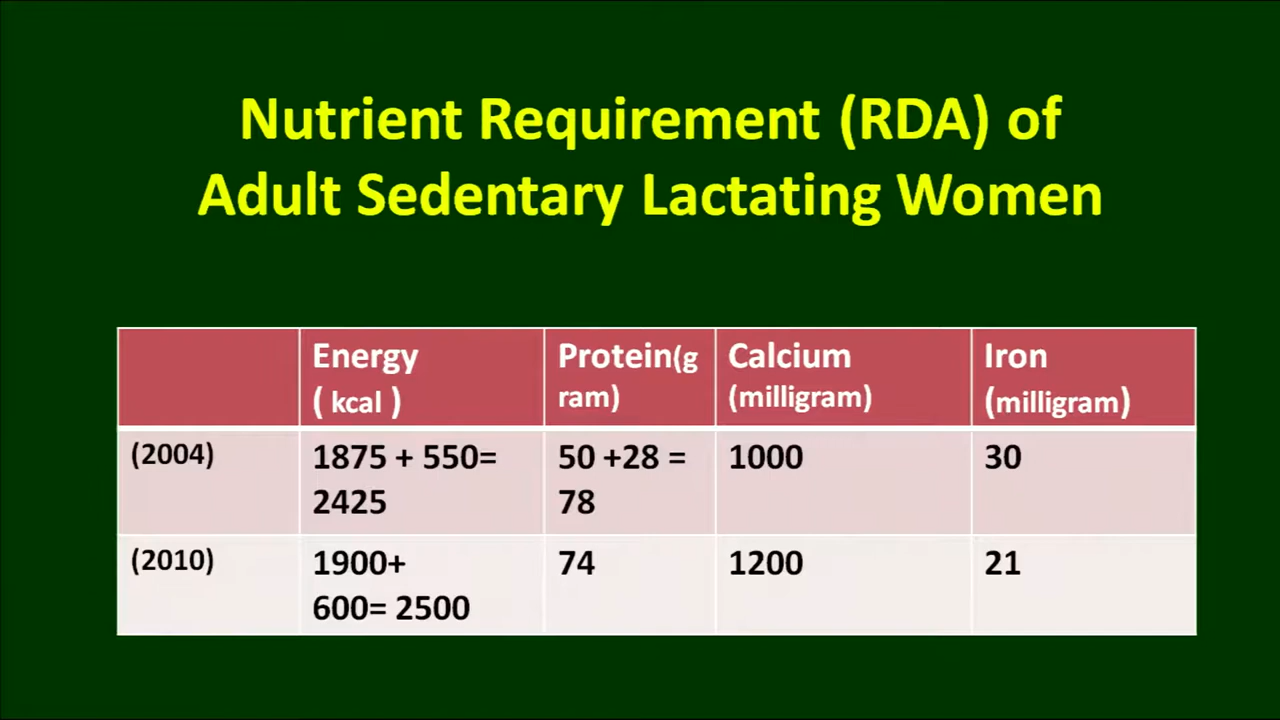 Nutrient Requirement (RDA) of
Adult Sedentary Lactating Women
Energy
( kcal )
Protein(g
ram)
Calcium
(milligram)
Iron
(milligram)
(2004)
1875 + 550=
2425
50 +28 =
78
1000
30
(2010)
1900+
600= 2500
74
1200
21